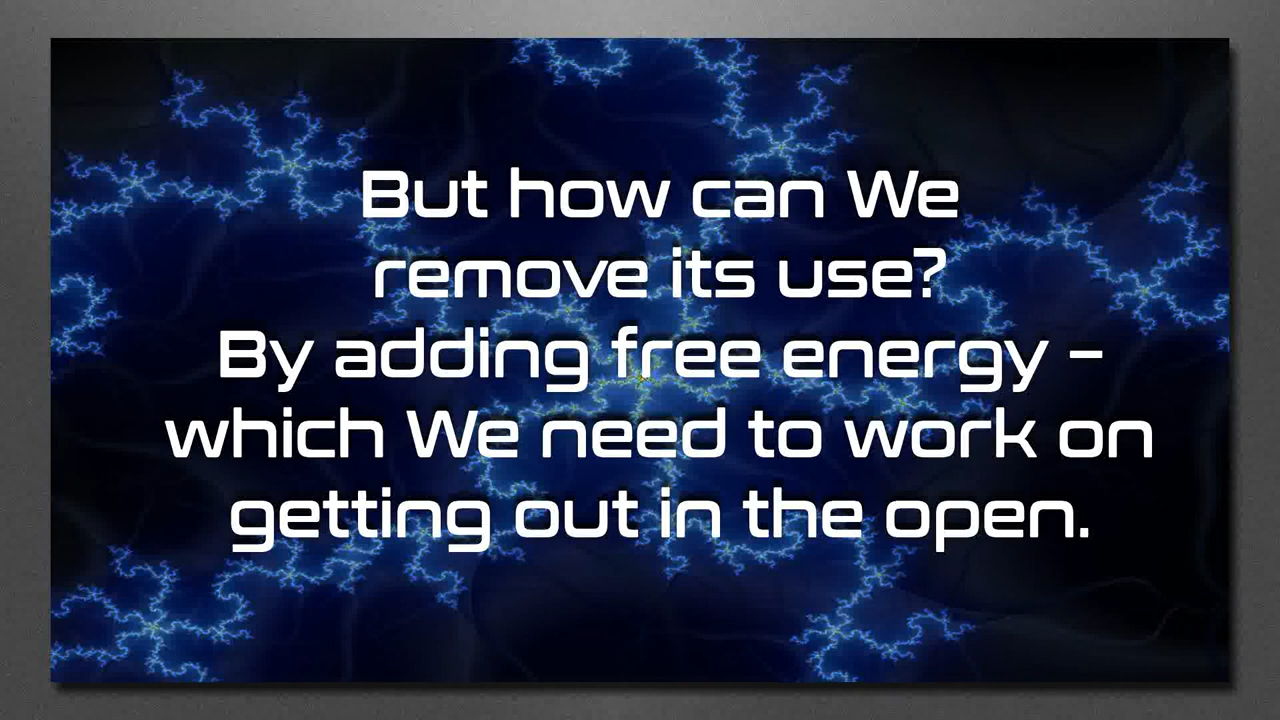 But how can We
remove its use?
By adding free energy –
which We need to work on
getting out in the open.